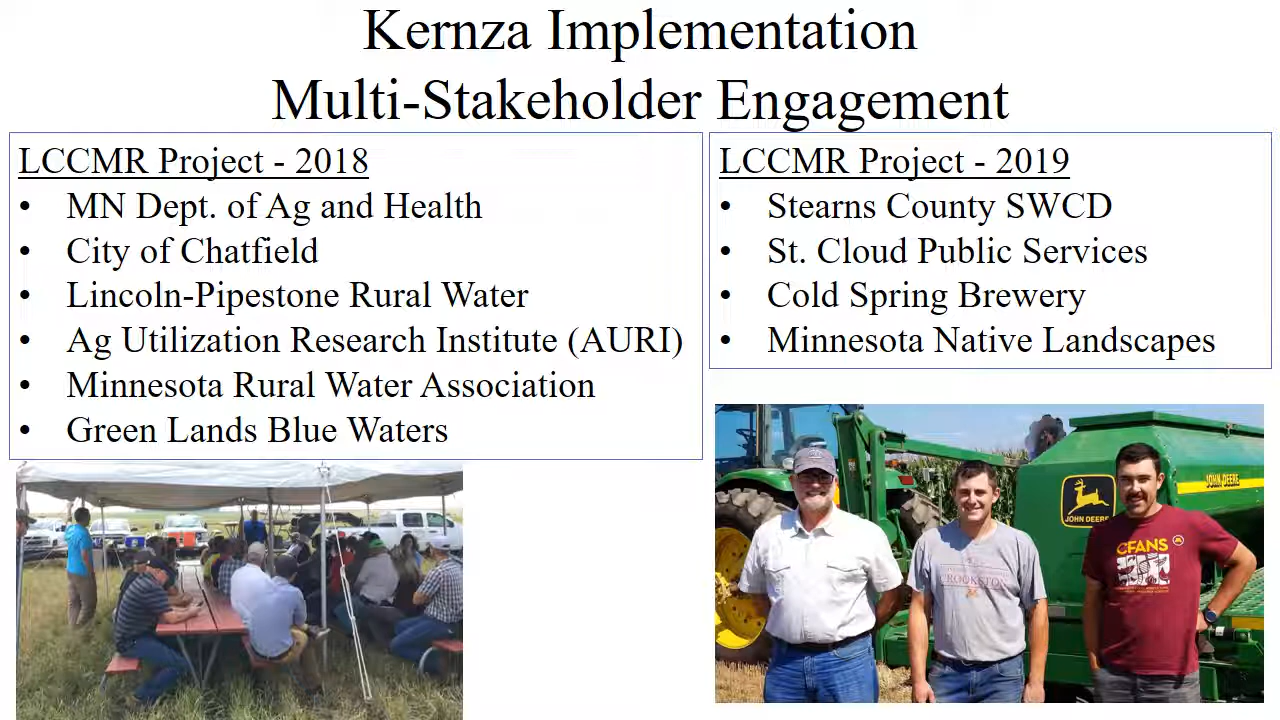 Kernza Implementation
Multi-Stakeholder Engagement
LCCMR Project - 2018
• MN Dept. of Ag and Health
• City of Chatfield
• Lincoln-Pipestone Rural Water
• Ag Utilization Research Institute (AURI)
• Minnesota Rural Water Association
• Green Lands Blue Waters
LCCMR Project - 2019
• Stearns County SWCD
• St. Cloud Public Services
• Cold Spring Brewery
• Minnesota Native Landscapes
JOHN DEERE
JOHN DEERE
CROOKSTON
CFANS